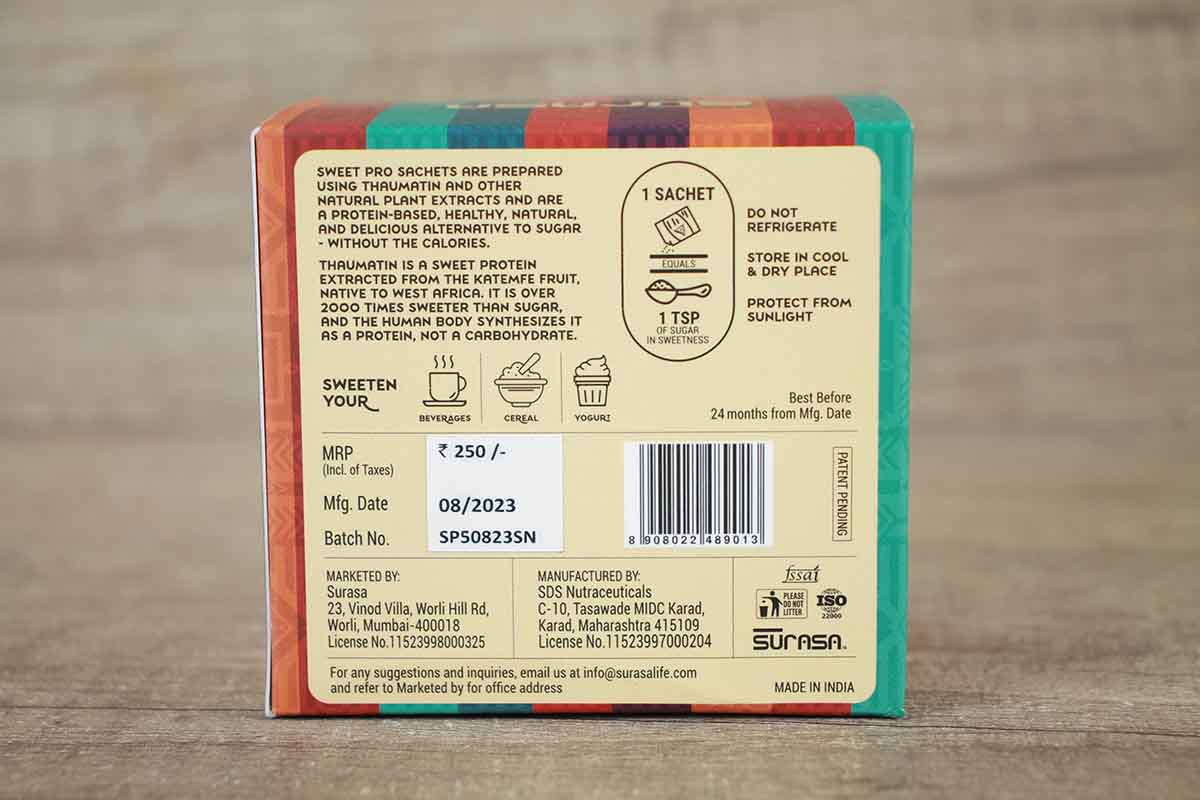 SWEET PRO SACHETS ARE PREPARED
USING THAUMATIN AND OTHER
NATURAL PLANT EXTRACTS AND ARE
A PROTEIN-BASED, HEALTHY, NATURAL,
AND DELICIOUS ALTERNATIVE TO SUGAR
- WITHOUT THE CALORIES.
THAUMATIN IS A SWEET PROTEIN
EXTRACTED FROM THE KATEMFE FRUIT,
NATIVE TO WEST AFRICA. IT IS OVER
2000 TIMES SWEETER THAN SUGAR,
AND THE HUMAN BODY SYNTHESIZES IT
AS A PROTEIN, NOT A CARBOHYDRATE.
1 SACHET
EQUALS
1 TSP
OF SUGAR
IN SWEETNESS
DO NOT
REFRIGERATE
STORE IN COOL
& DRY PLACE
PROTECT FROM
SUNLIGHT
SWEETEN
YOUR
BEVERAGES
CEREAL
YOGURT
Best Before
24 months from Mfg. Date
MRP
(Incl. of Taxes)
₹ 250 /-
Mfg. Date
08/2023
Batch No.
SP50823SN
8 908022 489013
PATENT PENDING
MARKETED BY:
Surasa
23, Vinod Villa, Worli Hill Rd,
Worli, Mumbai-400018
License No.11523998000325
MANUFACTURED BY:
SDS Nutraceuticals
C-10, Tasawade MIDC Karad,
Karad, Maharashtra 415109
License No.11523997000204
fssai
PLEASE
DO NOT
LITTER
ISO
22000
SURASA™
For any suggestions and inquiries, email us at info@surasalife.com
and refer to Marketed by for office address
MADE IN INDIA